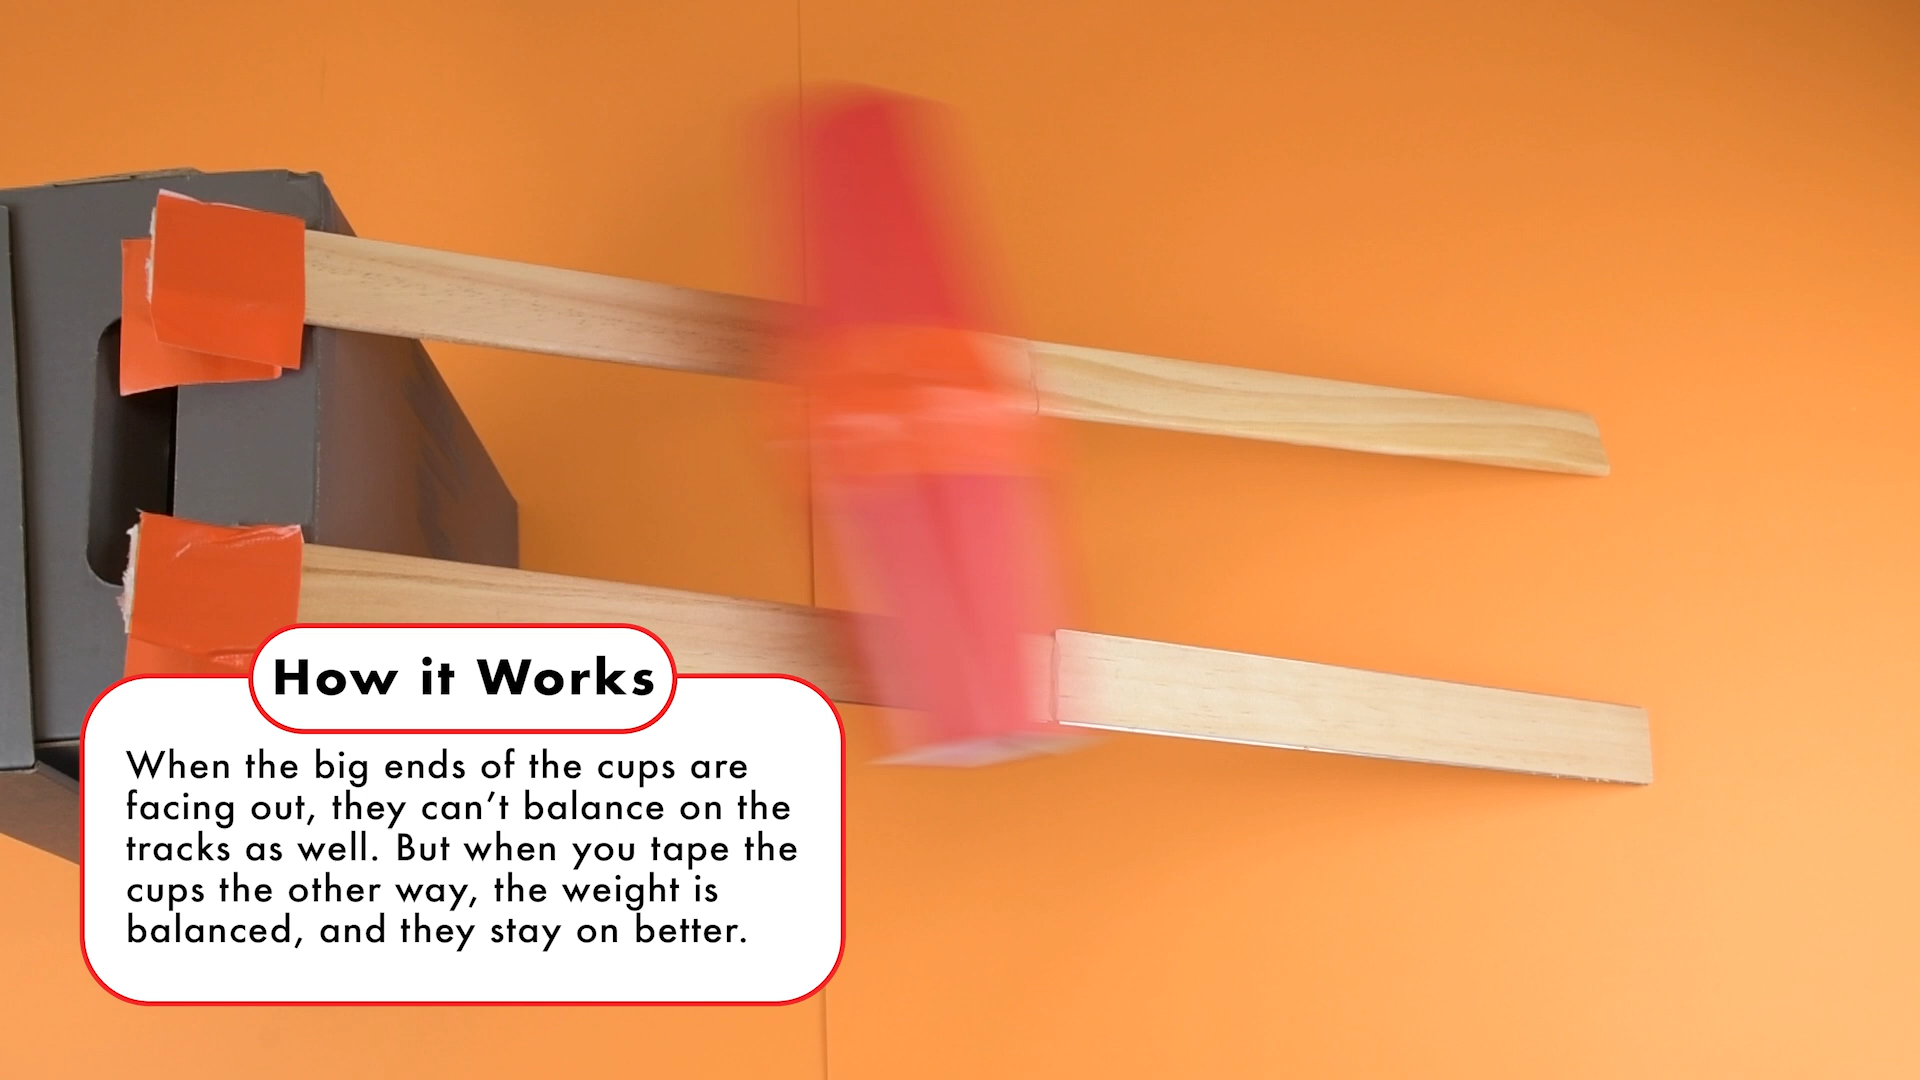 How it Works
When the big ends of the cups are
facing out, they can’t balance on the
tracks as well. But when you tape the
cups the other way, the weight is
balanced, and they stay on better.